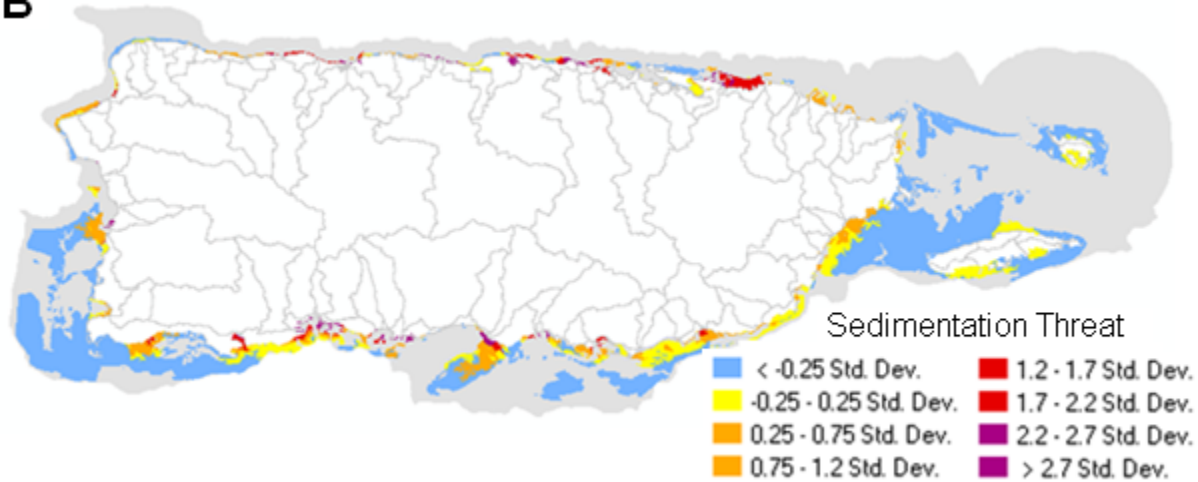 B
Sedimentation Threat
< -0.25 Std. Dev.
-0.25 - 0.25 Std. Dev.
0.25 - 0.75 Std. Dev.
0.75 - 1.2 Std. Dev.
1.2 - 1.7 Std. Dev.
1.7 - 2.2 Std. Dev.
2.2 - 2.7 Std. Dev.
> 2.7 Std. Dev.